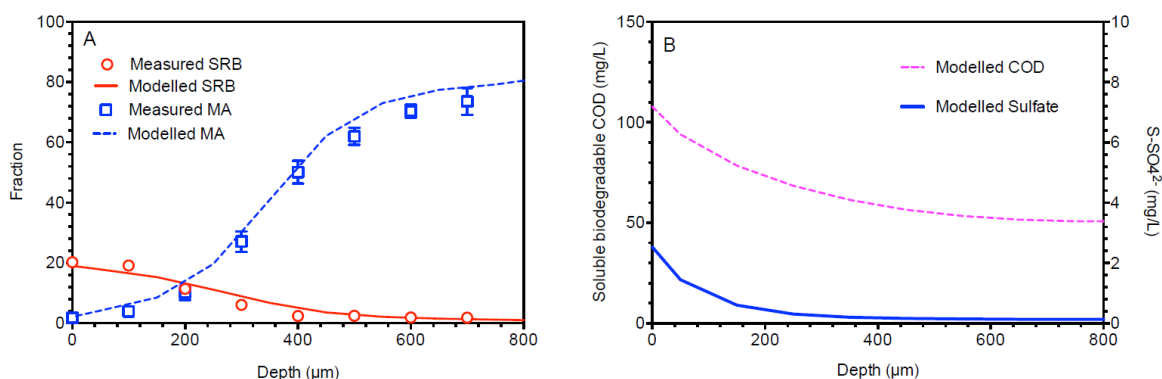 A
Measured SRB
Modelled SRB
Measured MA
Modelled MA
Fraction
100
80
60
40
20
0
0 200 400 600 800
Depth (µm)
B
Modelled COD
Modelled Sulfate
Soluble biodegradable COD (mg/L)
150
100
50
0
S-SO4²⁻ (mg/L)
10
8
6
4
2
0
0 200 400 600 800
Depth (µm)